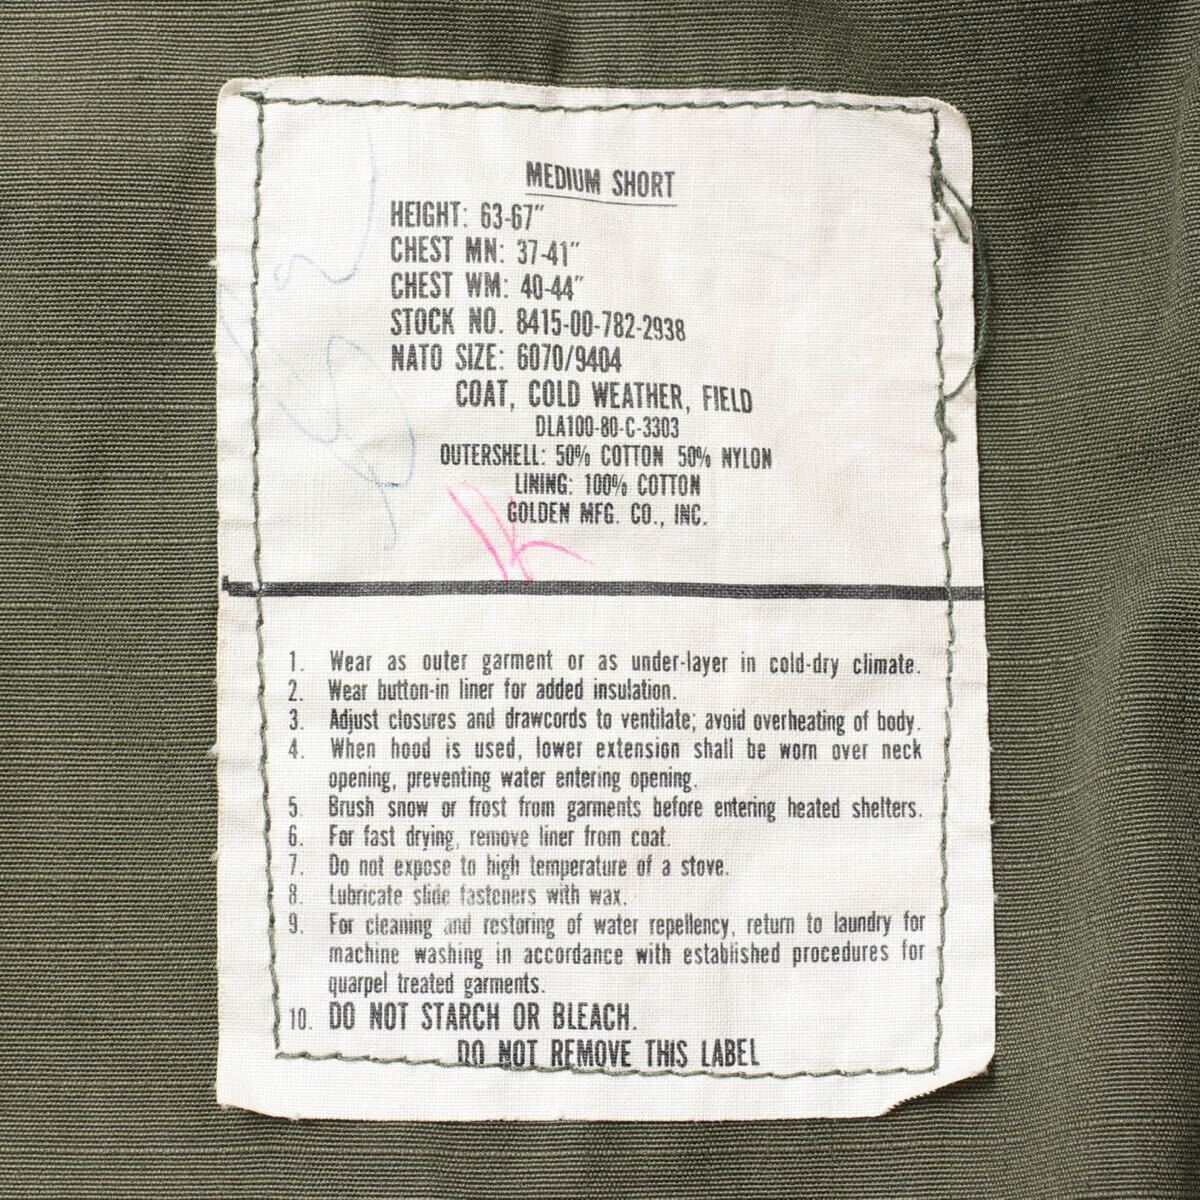 MEDIUM SHORT
HEIGHT: 63-67"
CHEST MN: 37-41"
CHEST WM: 40-44"
STOCK NO. 8415-00-782-2938
NATO SIZE: 6070/9404
COAT, COLD WEATHER, FIELD
DLA100-80-C-3303
OUTERSHELL: 50% COTTON 50% NYLON
LINING: 100% COTTON
GOLDEN MFG. CO., INC.
1. Wear as outer garment or as under-layer in cold-dry climate.
2. Wear button-in liner for added insulation.
3. Adjust closures and drawcords to ventilate; avoid overheating of body.
4. When hood is used, lower extension shall be worn over neck
opening, preventing water entering opening.
5. Brush snow or frost from garments before entering heated shelters.
6. For fast drying, remove liner from coat.
7. Do not expose to high temperature of a stove.
8. Lubricate slide fasteners with wax.
9. For cleaning and restoring of water repellency, return to laundry for
machine washing in accordance with established procedures for
quarpel treated garments.
10. DO NOT STARCH OR BLEACH.
DO NOT REMOVE THIS LABEL